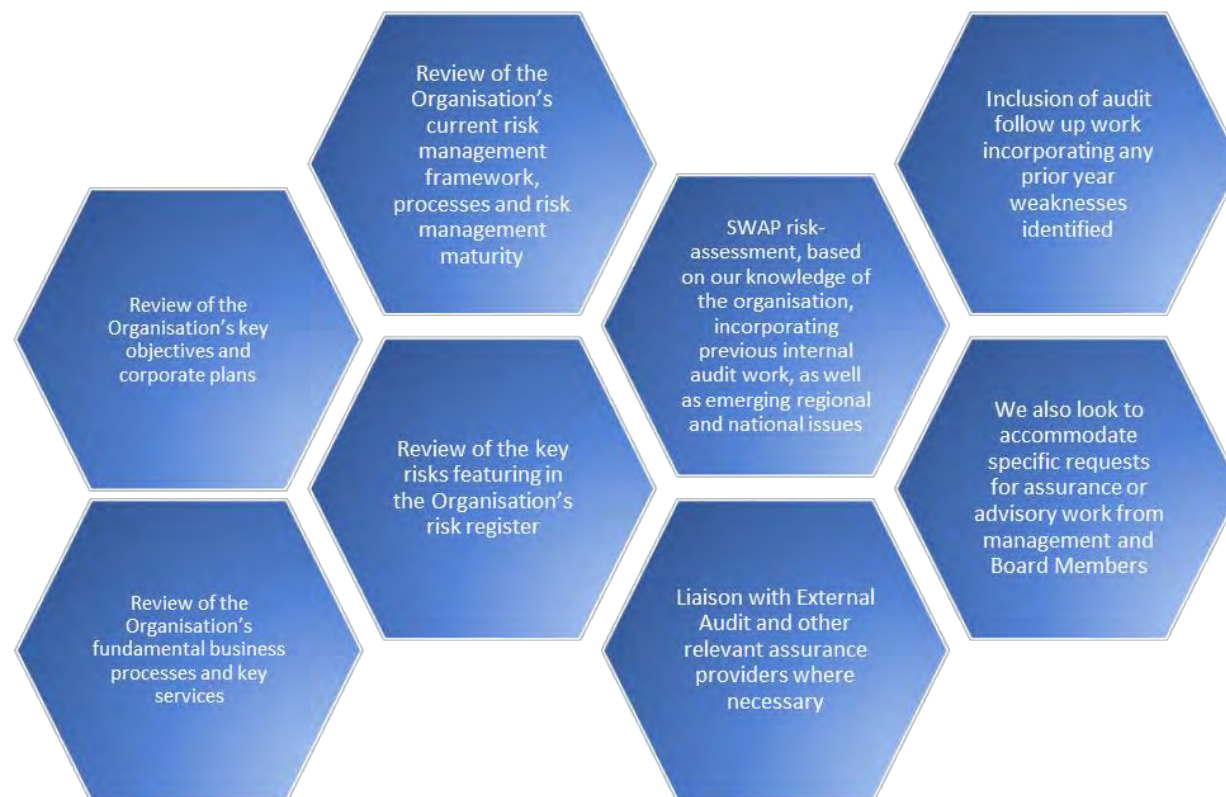 Review of the
Organisation's key
objectives and
corporate plans
Review of the
Organisation's
fundamental business
processes and key
services
Review of the
Organisation's
current risk
management
framework,
processes and risk
management
maturity
Review of the key
risks featuring in
the Organisation's
risk register
SWAP risk-
assessment, based
on our knowledge of
the organisation,
incorporating
previous internal
audit work, as well
as emerging regional
and national issues
Liaison with External
Audit and other
relevant assurance
providers where
necessary
Inclusion of audit
follow up work
incorporating any
prior year
weaknesses
identified
We also look to
accommodate
specific requests
for assurance or
advisory work from
management and
Board Members